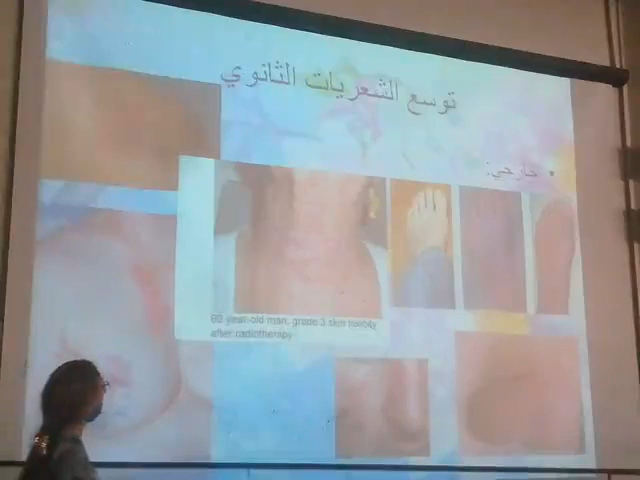 توسع الشعريات الثانوي
• خارجي:
60 year-old man, grade 3 skin toxicity
after radiotherapy